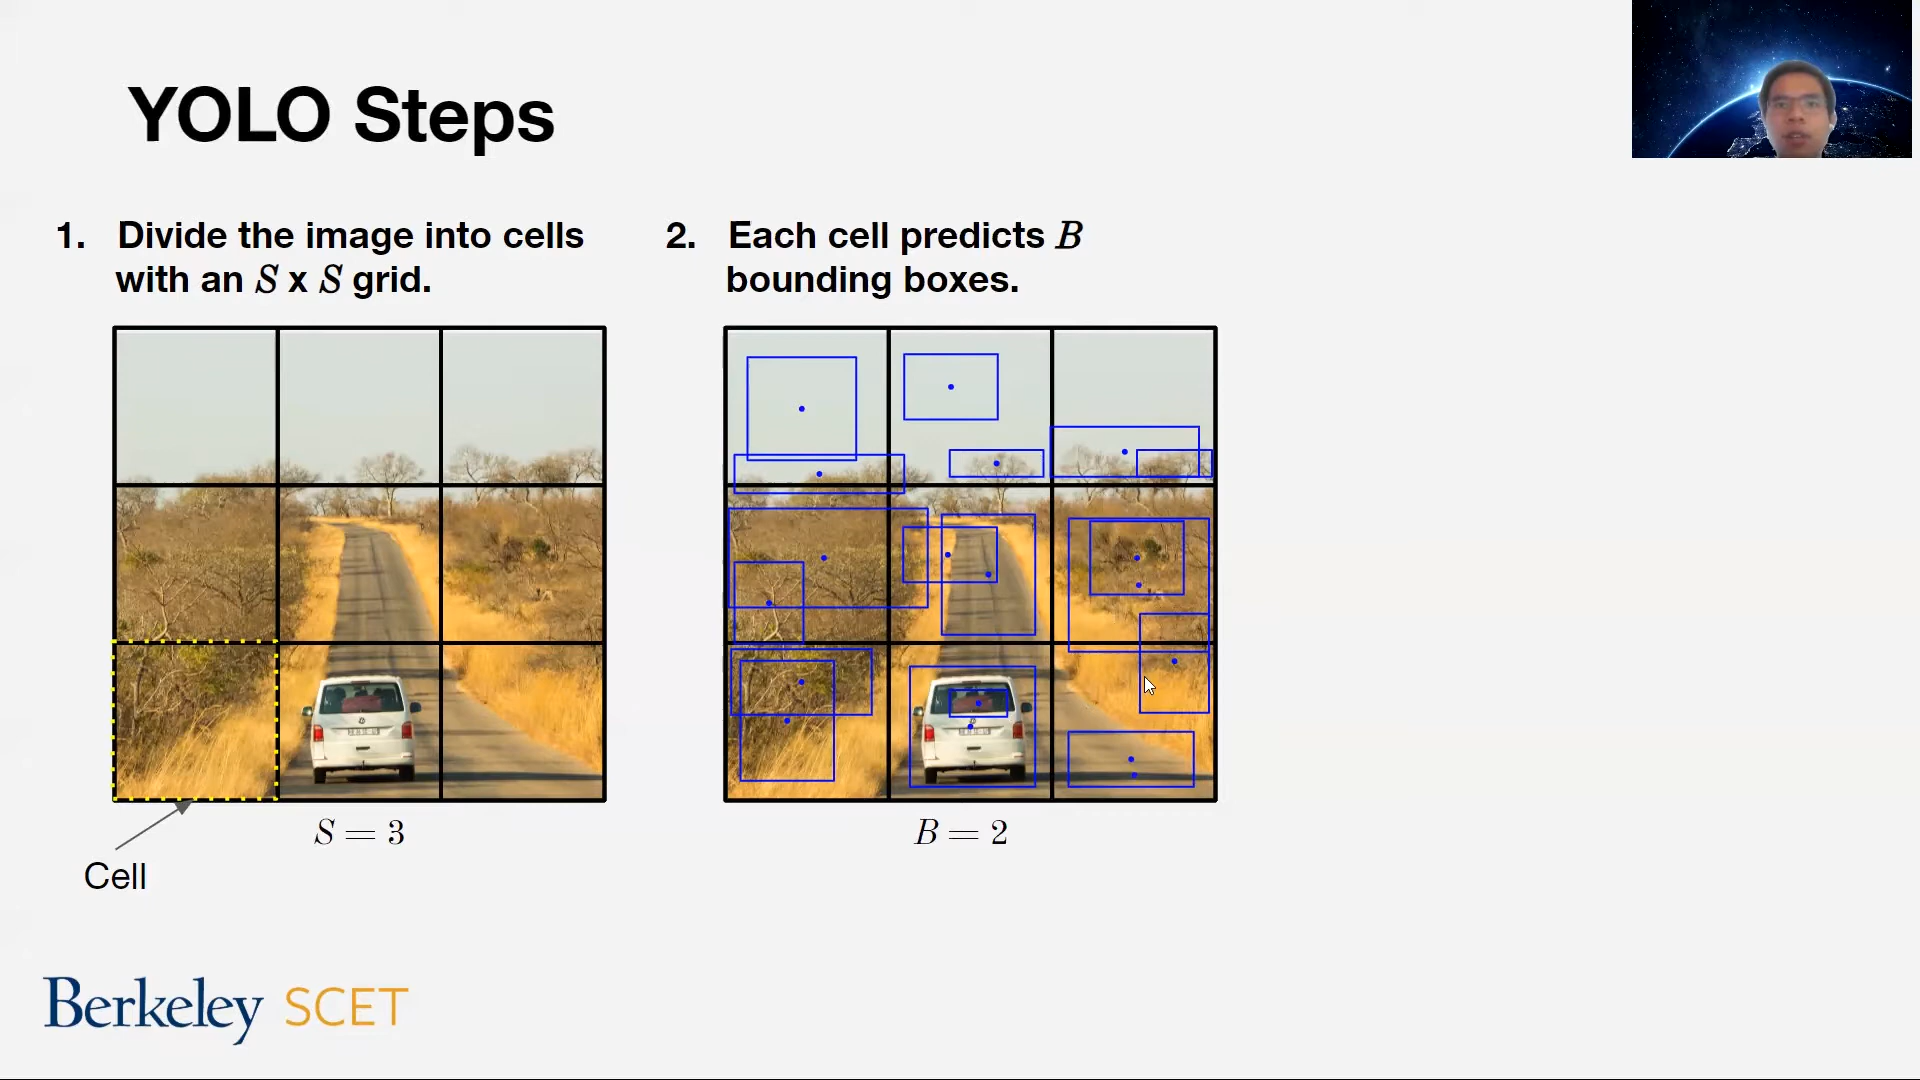 YOLO Steps
1. Divide the image into cells
with an S x S grid.
2. Each cell predicts B
bounding boxes.
S = 3
B = 2
Cell
Berkeley SCET